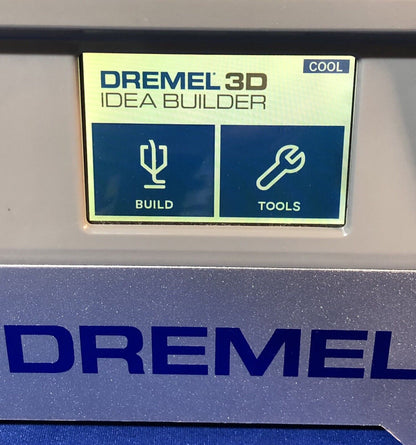 COOL
DREMEL 3D
IDEA BUILDER
BUILD
TOOLS
DREMEL